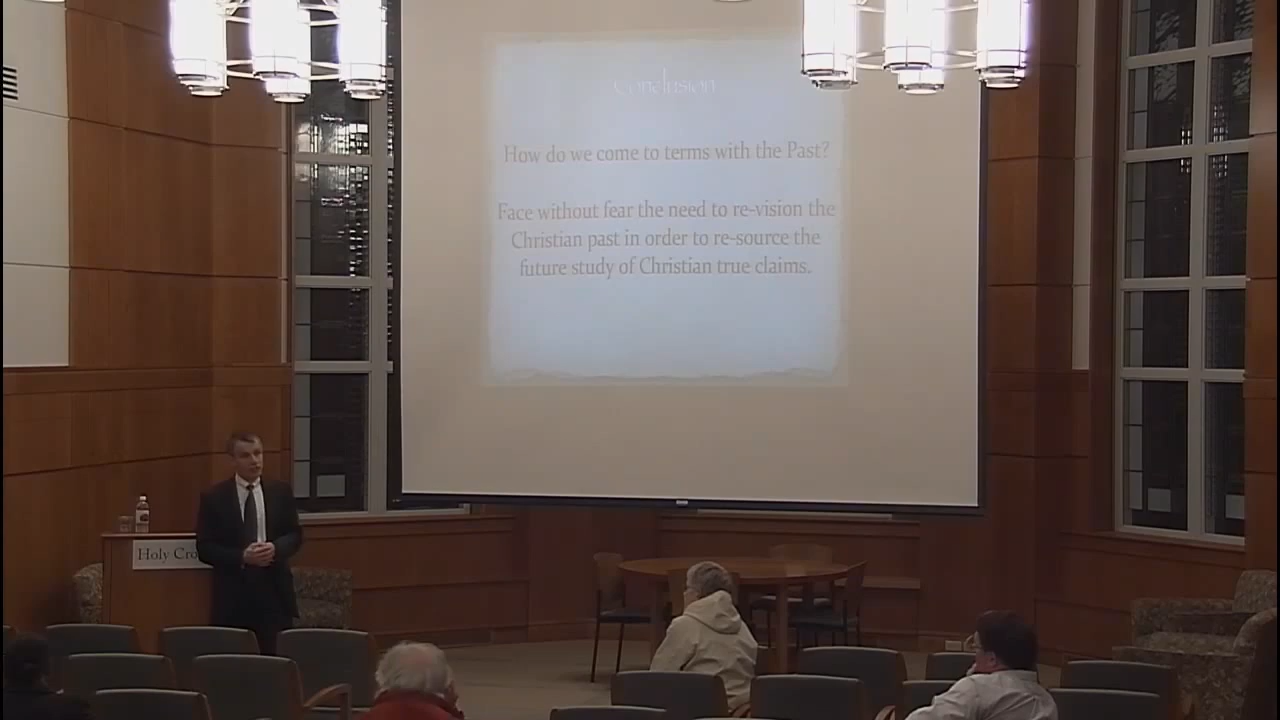 Conclusion
How do we come to terms with the Past?
Face without fear the need to re-vision the
Christian past in order to re-source the
future study of Christian true claims.
Holy Cro